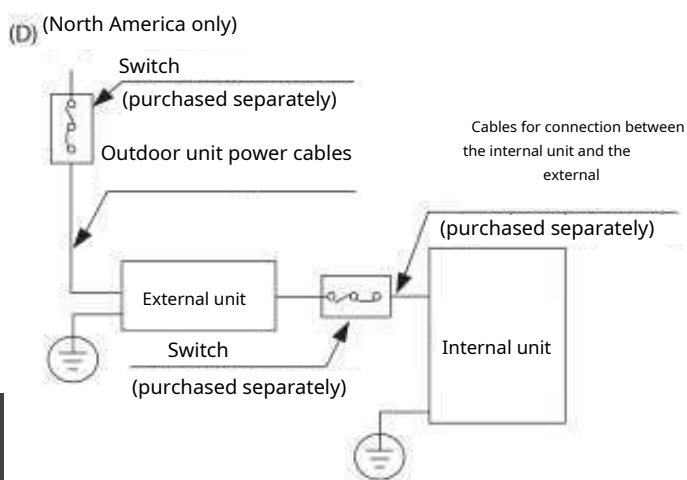 (D) (North America only)
Switch
(purchased separately)
Outdoor unit power cables
Cables for connection between
the internal unit and the
external
(purchased separately)
External unit
Switch
(purchased separately)
Internal unit